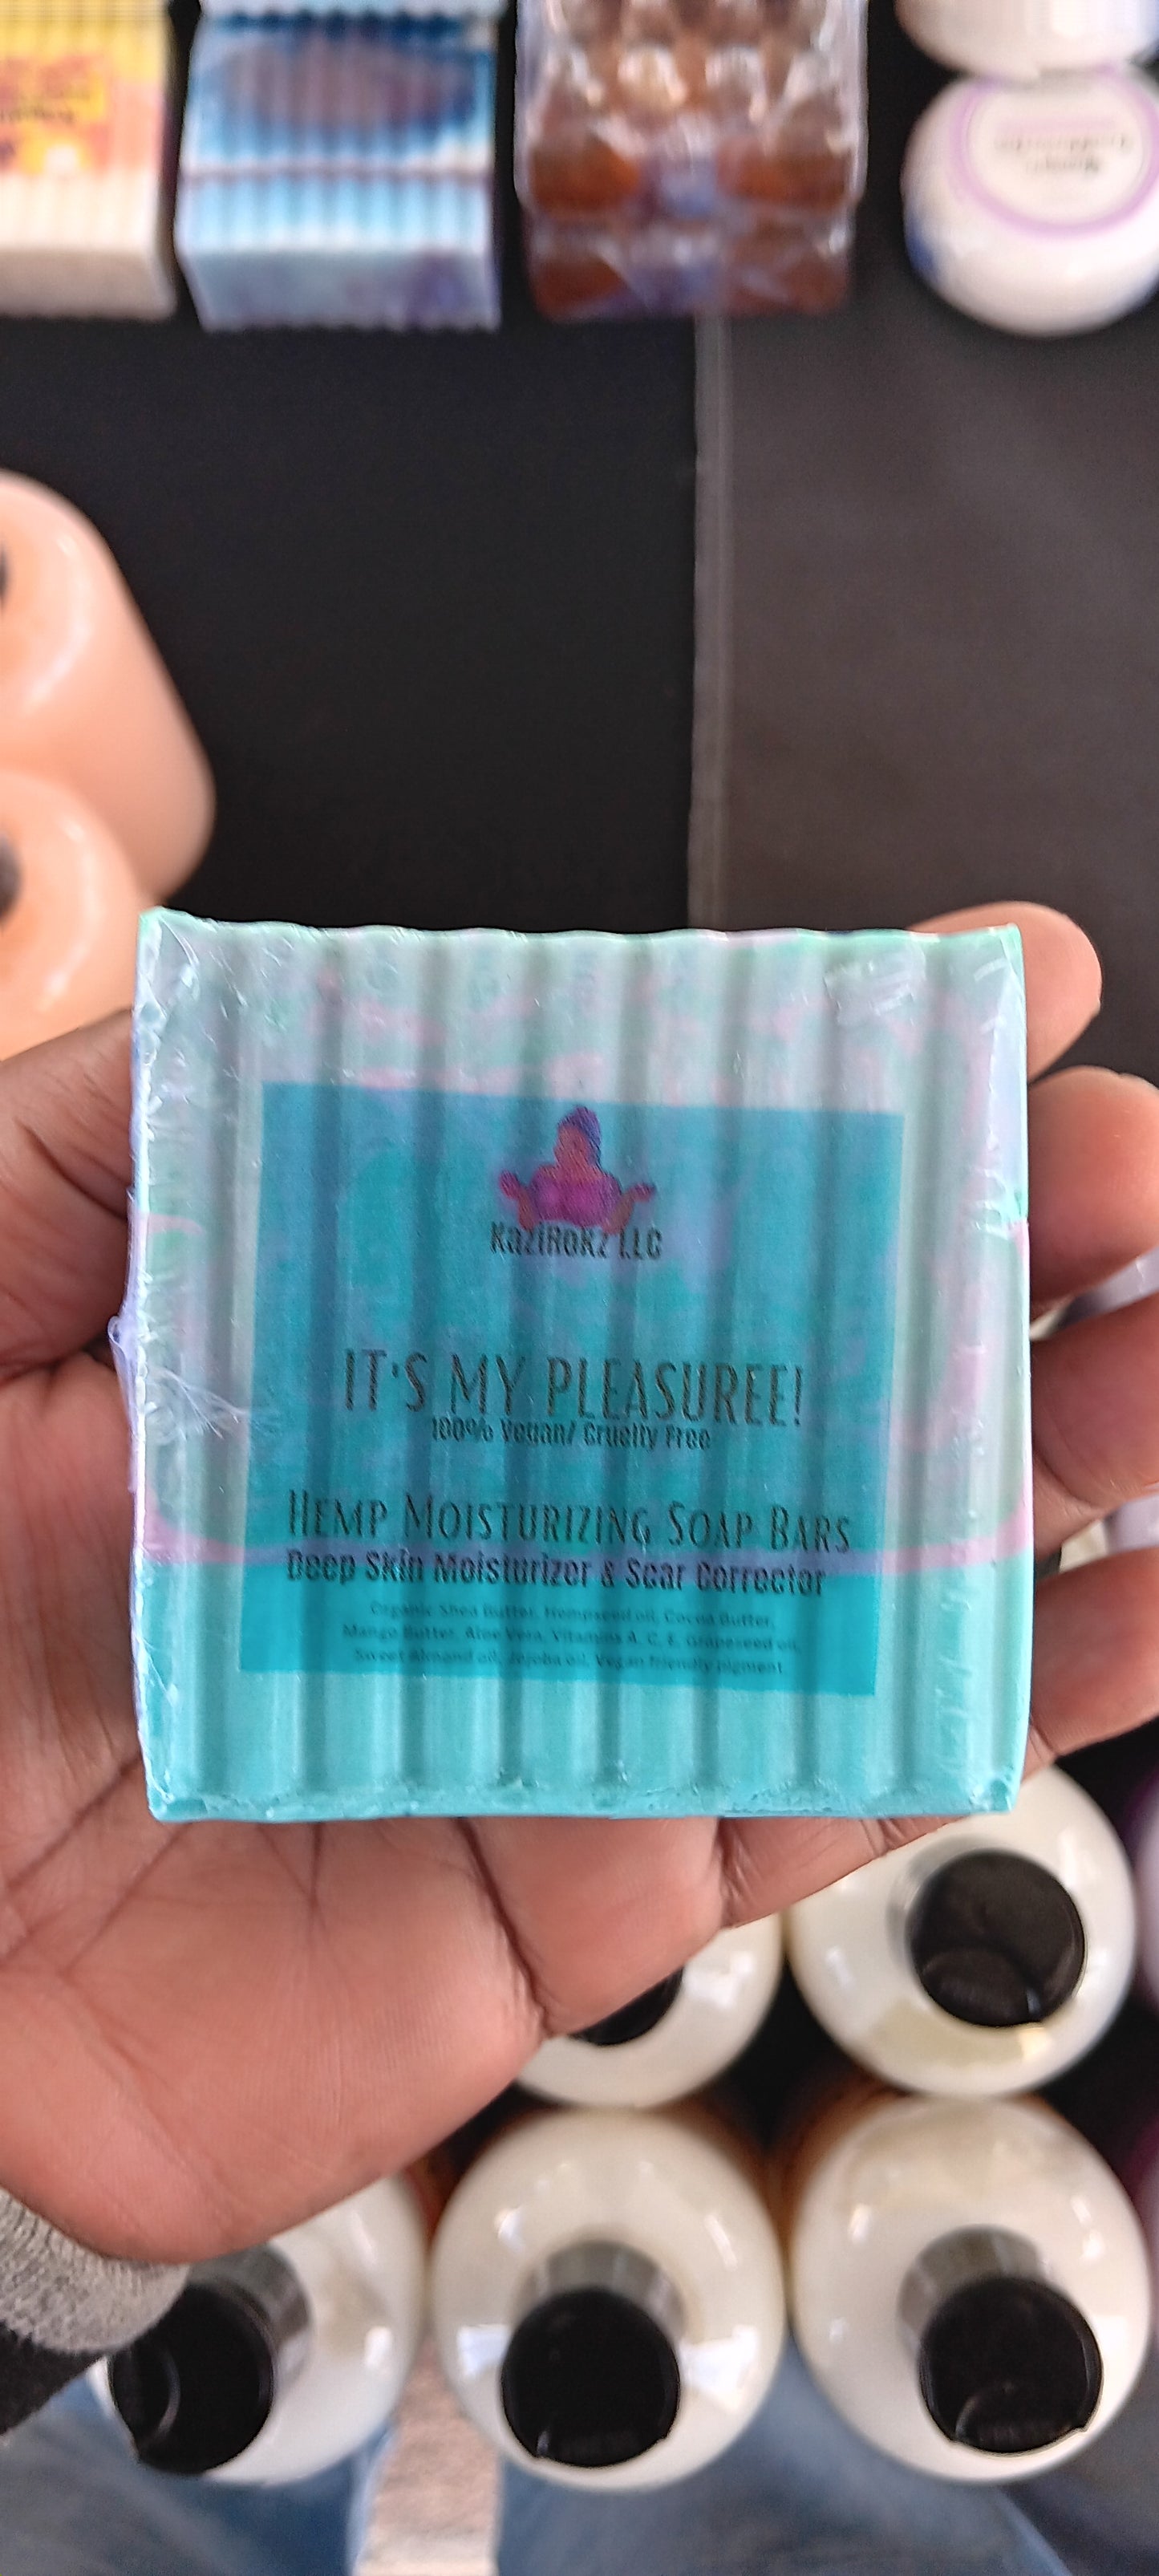 KaziRoKz LLC
IT'S MY PLEASUREE!
100% Vegan/ Cruelty Free
HEMP MOISTURIZING SOAP BARS
Deep Skin Moisturizer & Scar Corrector
Organic Shea Butter, Hempseed oil, Cocoa Butter,
Mango Butter, Aloe Vera, Vitamins A, C, E, Grapeseed oil,
Sweet Almond oil, Jojoba oil, Vegan friendly pigment